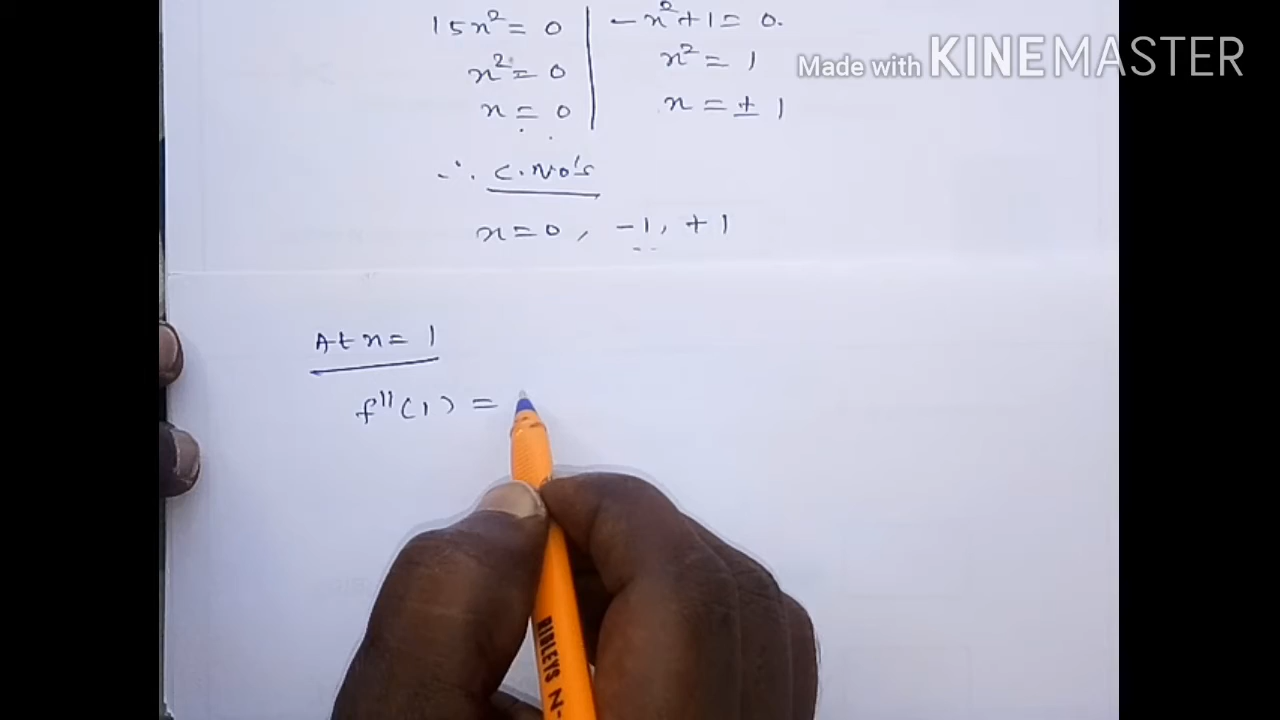 15x² = 0
x² = 0
x = 0
-x² + 1 = 0.
x² = 1
x = ± 1
Made with KINEMASTER
∴ C.No's
x = 0, -1, +1
At x = 1
f''(1) =
BIDLEYS N-